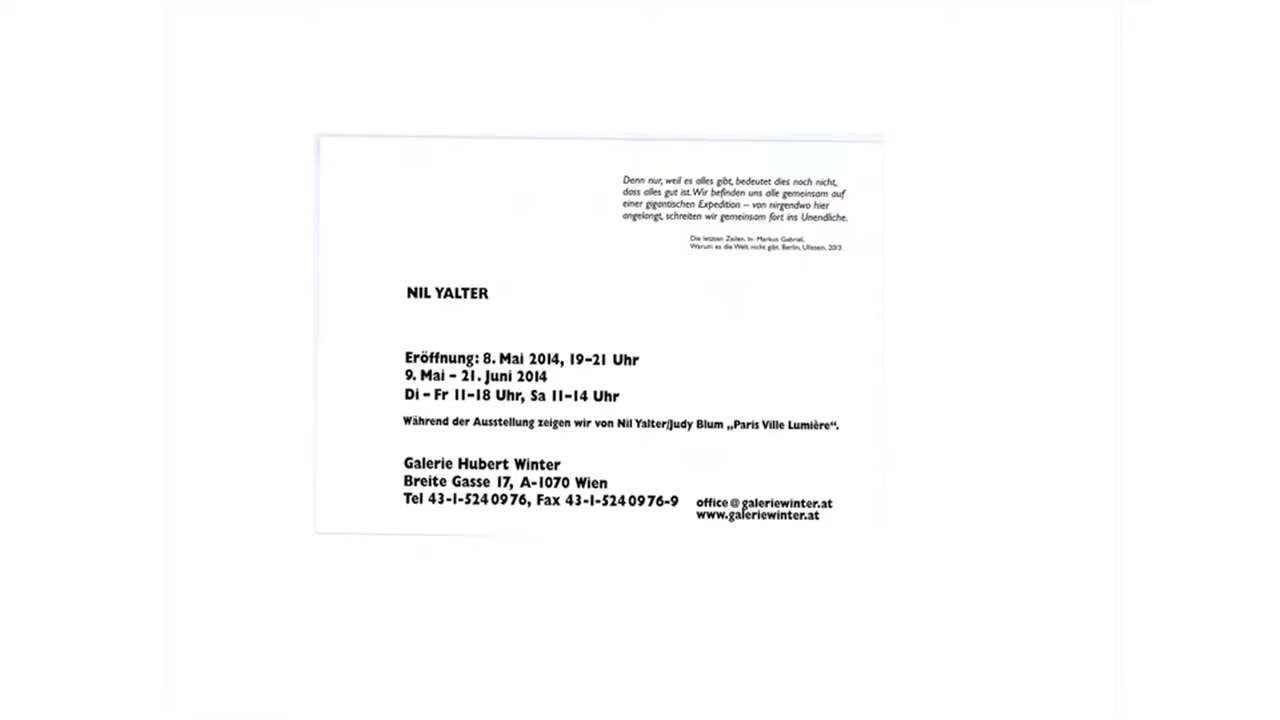 Denn nur, weil es alles gibt, bedeutet dies noch nicht,
dass alles gut ist. Wir befinden uns alle gemeinsam auf
einer gigantischen Expedition – von nirgendwo hier
angelangt, schreiten wir gemeinsam fort ins Unendliche.
Die letzten Zeilen. In: Markus Gabriel,
Warum es die Welt nicht gibt. Berlin, Ullstein, 2013.
NIL YALTER
Eröffnung: 8. Mai 2014, 19–21 Uhr
9. Mai – 21. Juni 2014
Di – Fr 11–18 Uhr, Sa 11–14 Uhr
Während der Ausstellung zeigen wir von Nil Yalter/Judy Blum „Paris Ville Lumière“.
Galerie Hubert Winter
Breite Gasse 17, A-1070 Wien
Tel 43-1-5240976, Fax 43-1-5240976-9
office@galeriewinter.at
www.galeriewinter.at